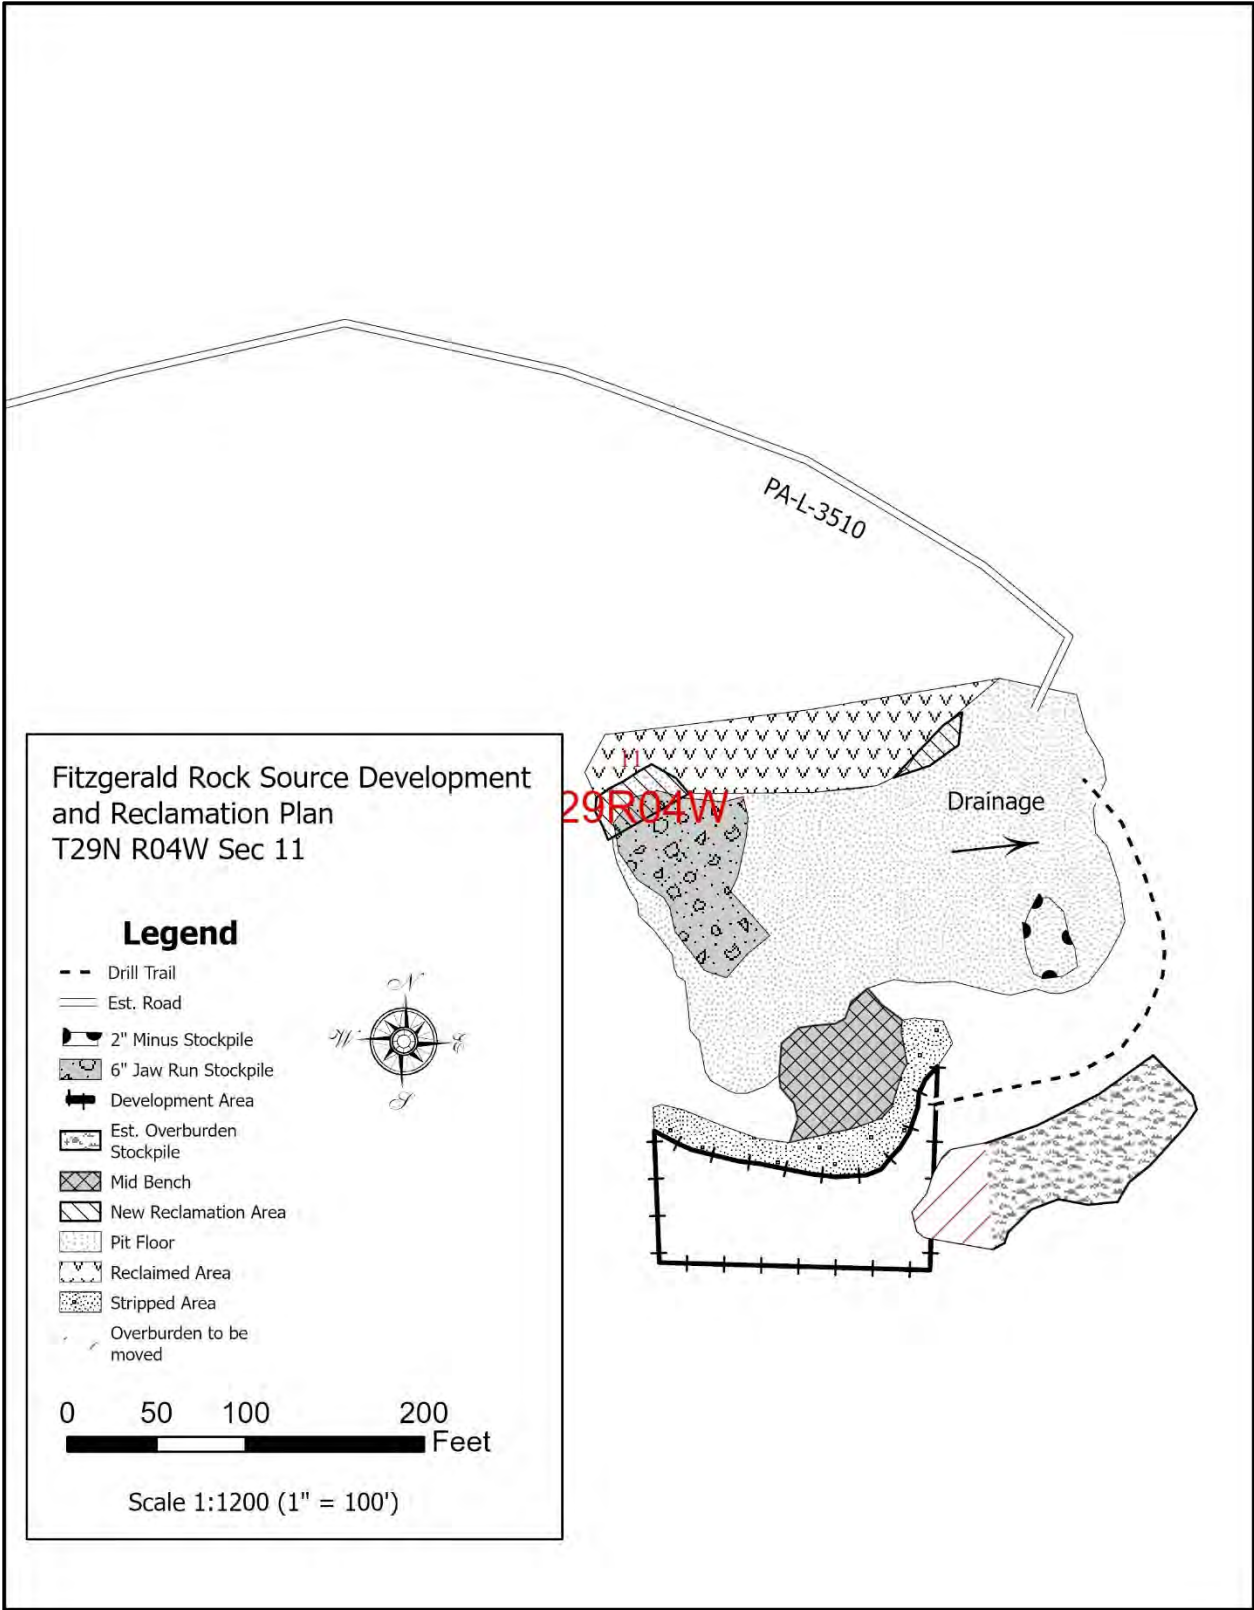 PA-L-3510
11
29R04W
Drainage
Fitzgerald Rock Source Development
and Reclamation Plan
T29N R04W Sec 11
Legend
Drill Trail
Est. Road
2" Minus Stockpile
6" Jaw Run Stockpile
Development Area
Est. Overburden
Stockpile
Mid Bench
New Reclamation Area
Pit Floor
Reclaimed Area
Stripped Area
Overburden to be
moved
N
W E
S
0 50 100 200
Feet
Scale 1:1200 (1" = 100')